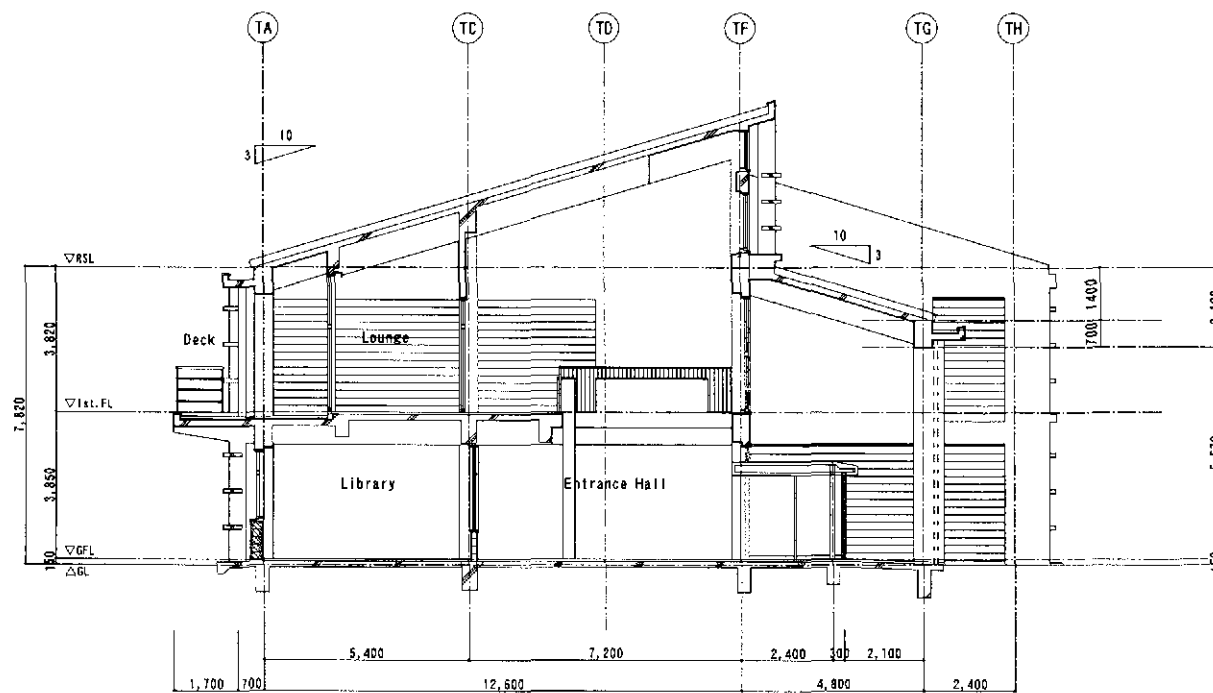 TA TC TD TF TG TH
10
3
10
3
▽RSL
1400
700
3,820
Deck
Lounge
7,820
▽1st.FL
3,850
Library
Entrance Hall
▽GFL
150
△GL
5,400 7,200 2,400 300 2,100
1,700 700 12,600 4,800 2,400